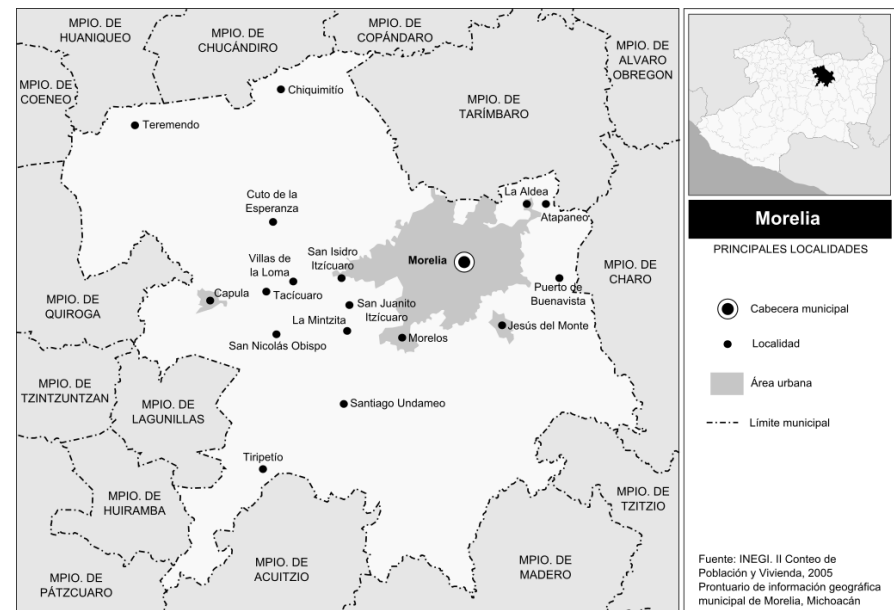 MPIO. DE
HUANIQUEO
MPIO. DE
CHUCÁNDIRO
MPIO. DE
COPÁNDARO
MPIO. DE
ALVARO
OBREGON
MPIO. DE
COENEO
MPIO. DE
TARÍMBARO
Chiquimitío
Teremendo
La Aldea
Atapaneo
Cuto de la
Esperanza
Villas de
la Loma
San Isidro
Itzícuaro
Morelia
MPIO. DE
CHARO
Puerto de
Buenavista
Capula
Tacícuaro
MPIO. DE
QUIROGA
San Juanito
Itzícuaro
La Mintzita
Jesús del Monte
San Nicolás Obispo
Morelos
MPIO. DE
TZINTZUNTZAN
MPIO. DE
LAGUNILLAS
Santiago Undameo
Tiripetío
MPIO. DE
HUIRAMBA
MPIO. DE
TZITZIO
MPIO. DE
PÁTZCUARO
MPIO. DE
ACUITZIO
MPIO. DE
MADERO
Morelia
PRINCIPALES LOCALIDADES
Cabecera municipal
Localidad
Área urbana
Límite municipal
Fuente: INEGI. II Conteo de
Población y Vivienda, 2005
Prontuario de información geográfica
municipal de Morelia, Michoacán